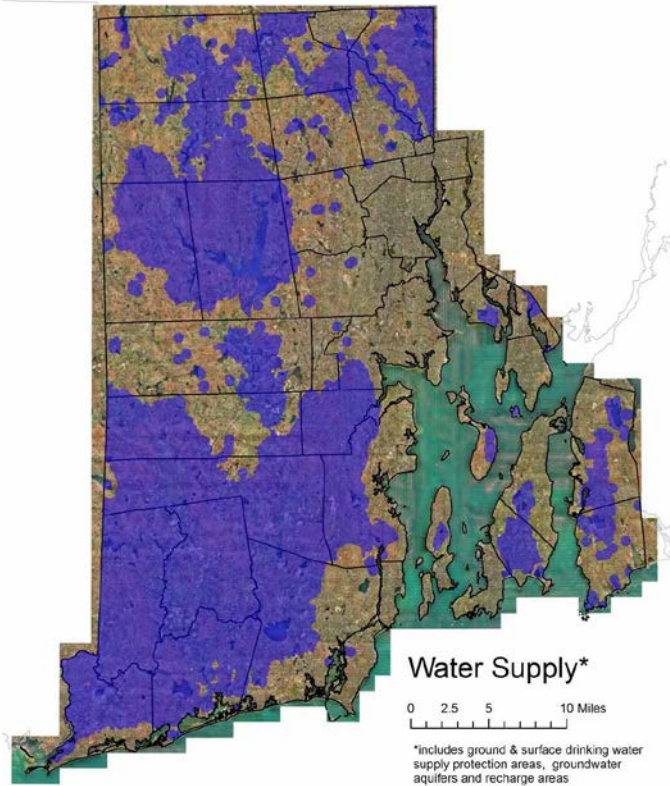 Water Supply*
0 2.5 5 10 Miles
*includes ground & surface drinking water
supply protection areas, groundwater
aquifers and recharge areas